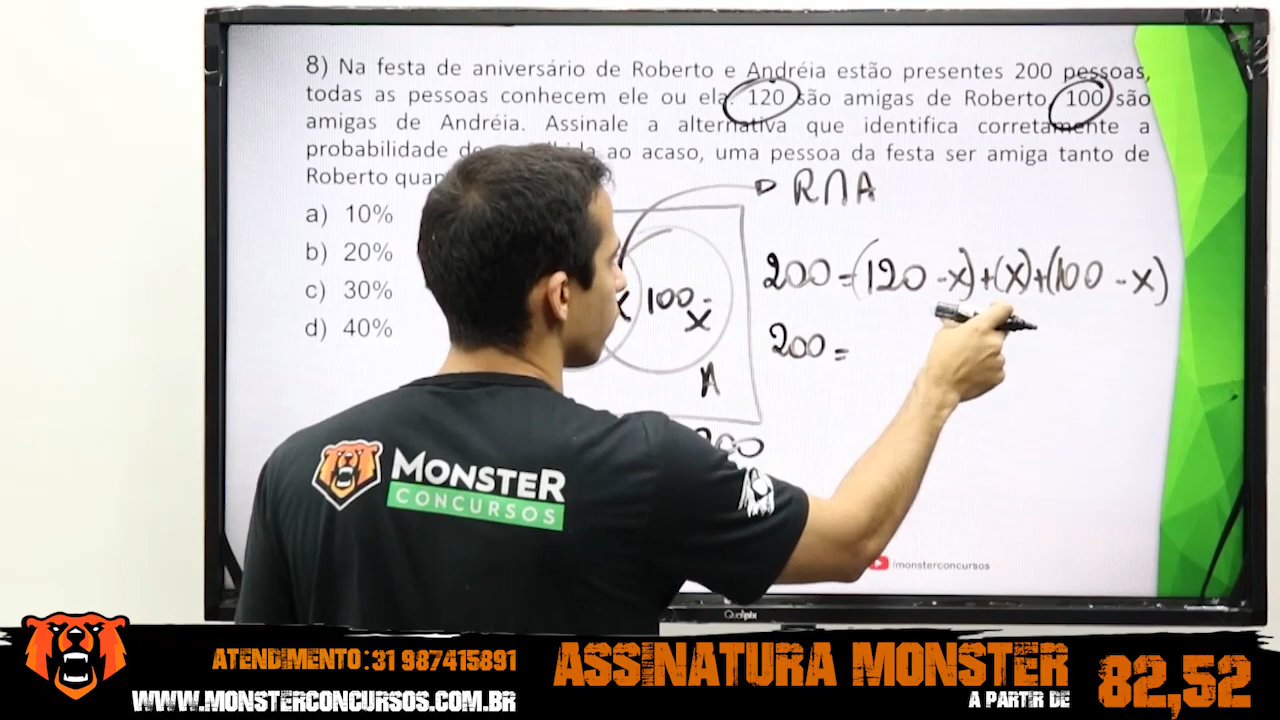 8) Na festa de aniversário de Roberto e Andréia estão presentes 200 pessoas,
todas as pessoas conhecem ele ou ela. 120 são amigas de Roberto 100 são
amigas de Andréia. Assinale a alternativa que identifica corretamente a
probabilidade de ao acaso, uma pessoa da festa ser amiga tanto de
Roberto
a) 10%
b) 20%
c) 30%
d) 40%
R∩A
200=(120-x)+(x)+(100-x)
200=
x 100-x
A
200
MONSTER
CONCURSOS
/monsterconcursos
Qualipix
ATENDIMENTO: 31 987415891
WWW.MONSTERCONCURSOS.COM.BR
ASSINATURA MONSTER
A PARTIR DE
82,52